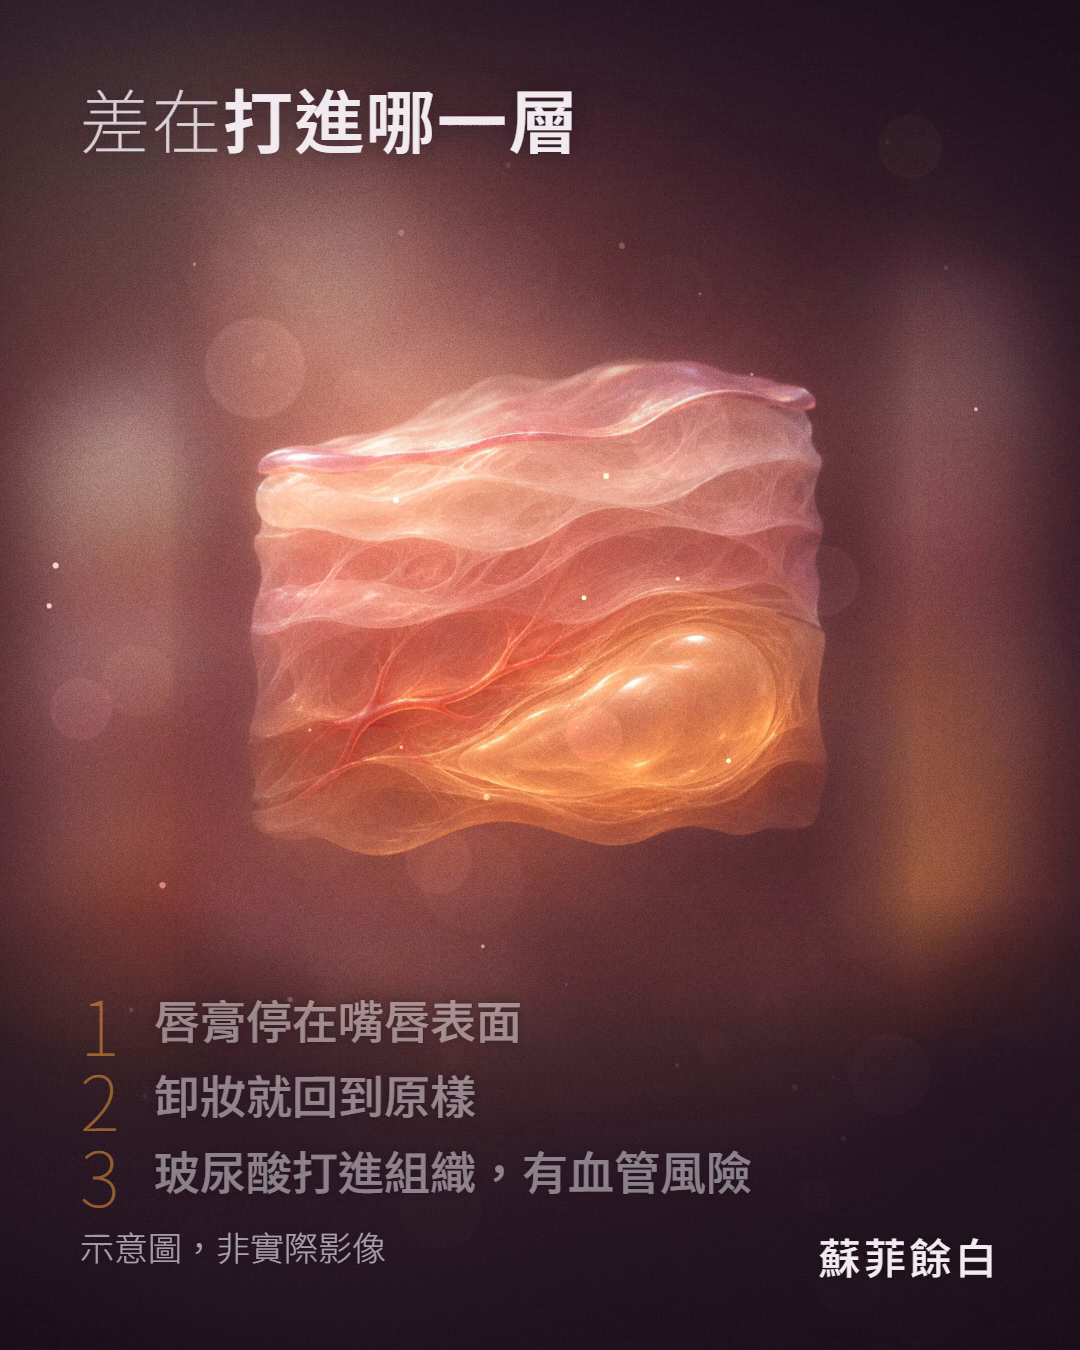 差在打進哪一層
1 唇膏停在嘴唇表面
2 卸妝就回到原樣
3 玻尿酸打進組織，有血管風險
示意圖，非實際影像
蘇菲餘白